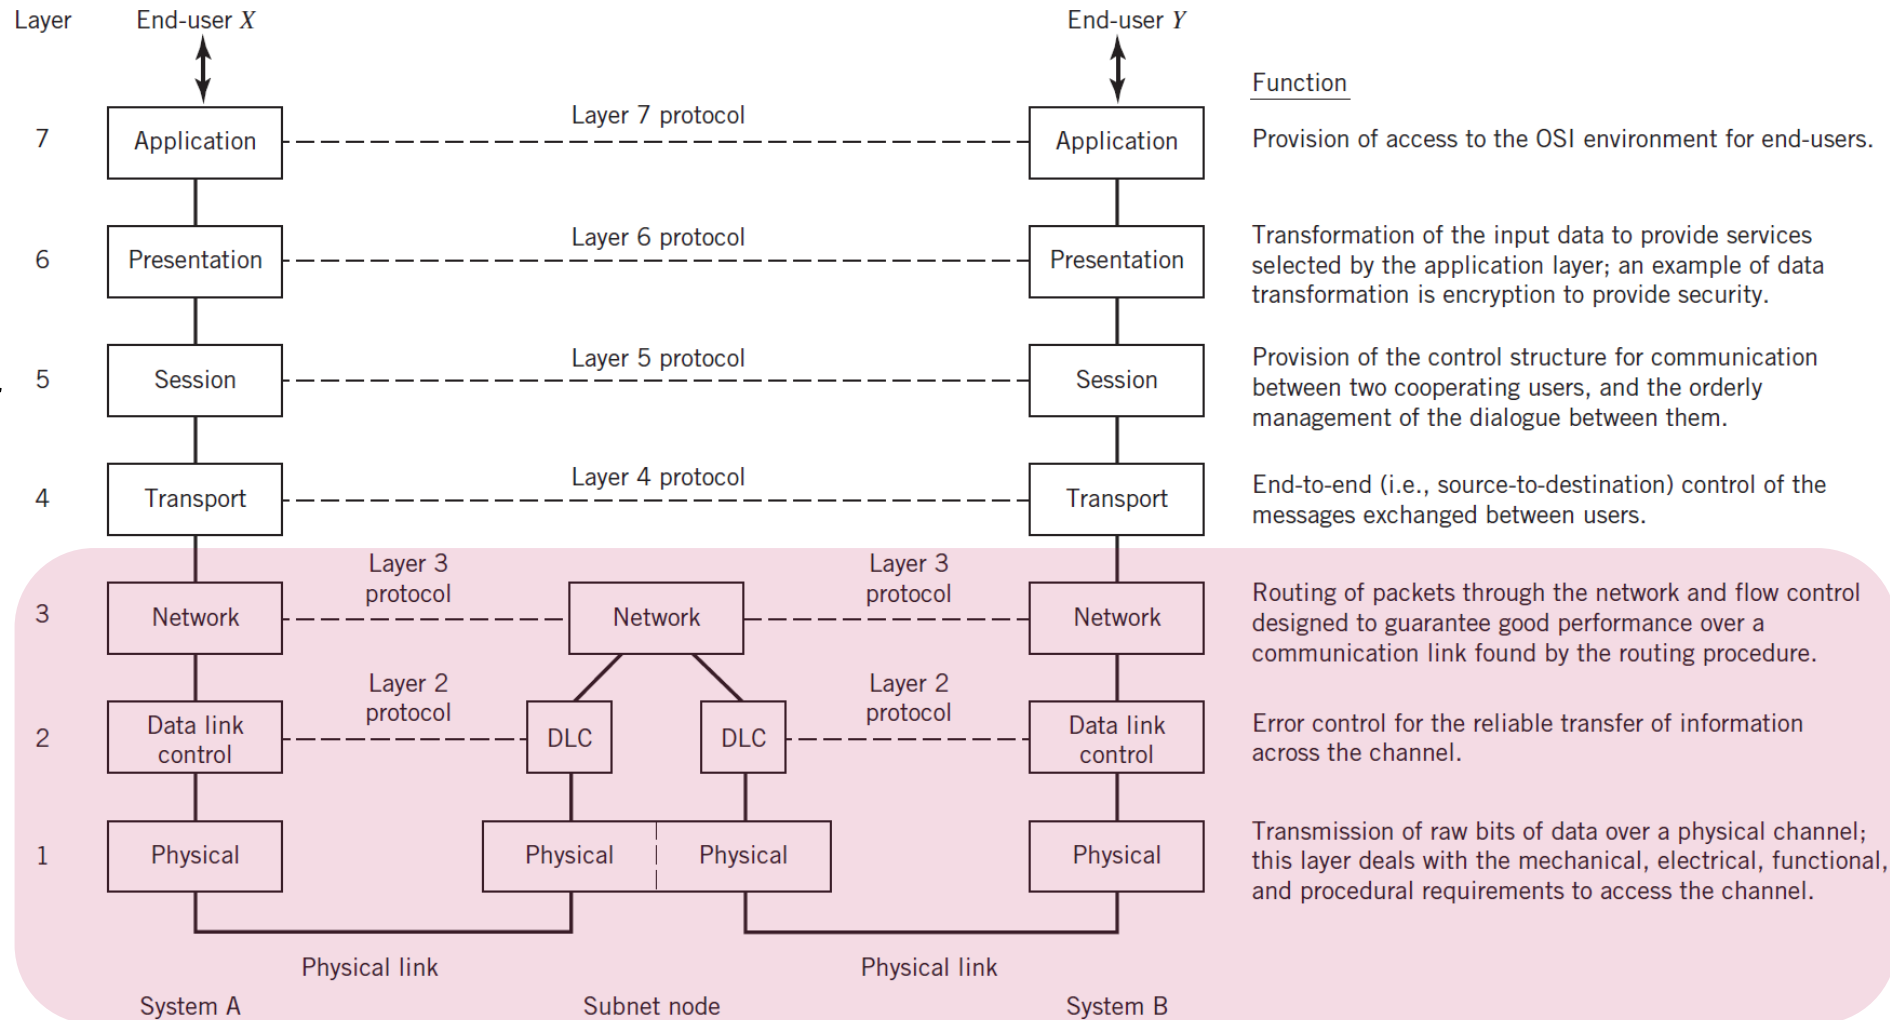 Layer
End-user X
End-user Y
Function
7
Application
Layer 7 protocol
Application
Provision of access to the OSI environment for end-users.
6
Presentation
Layer 6 protocol
Presentation
Transformation of the input data to provide services
selected by the application layer; an example of data
transformation is encryption to provide security.
5
Session
Layer 5 protocol
Session
Provision of the control structure for communication
between two cooperating users, and the orderly
management of the dialogue between them.
4
Transport
Layer 4 protocol
Transport
End-to-end (i.e., source-to-destination) control of the
messages exchanged between users.
3
Network
Layer 3
protocol
Network
Layer 3
protocol
Network
Routing of packets through the network and flow control
designed to guarantee good performance over a
communication link found by the routing procedure.
2
Data link
control
Layer 2
protocol
DLC
DLC
Layer 2
protocol
Data link
control
Error control for the reliable transfer of information
across the channel.
1
Physical
Physical
Physical
Physical
Transmission of raw bits of data over a physical channel;
this layer deals with the mechanical, electrical, functional,
and procedural requirements to access the channel.
Physical link
Physical link
System A
Subnet node
System B